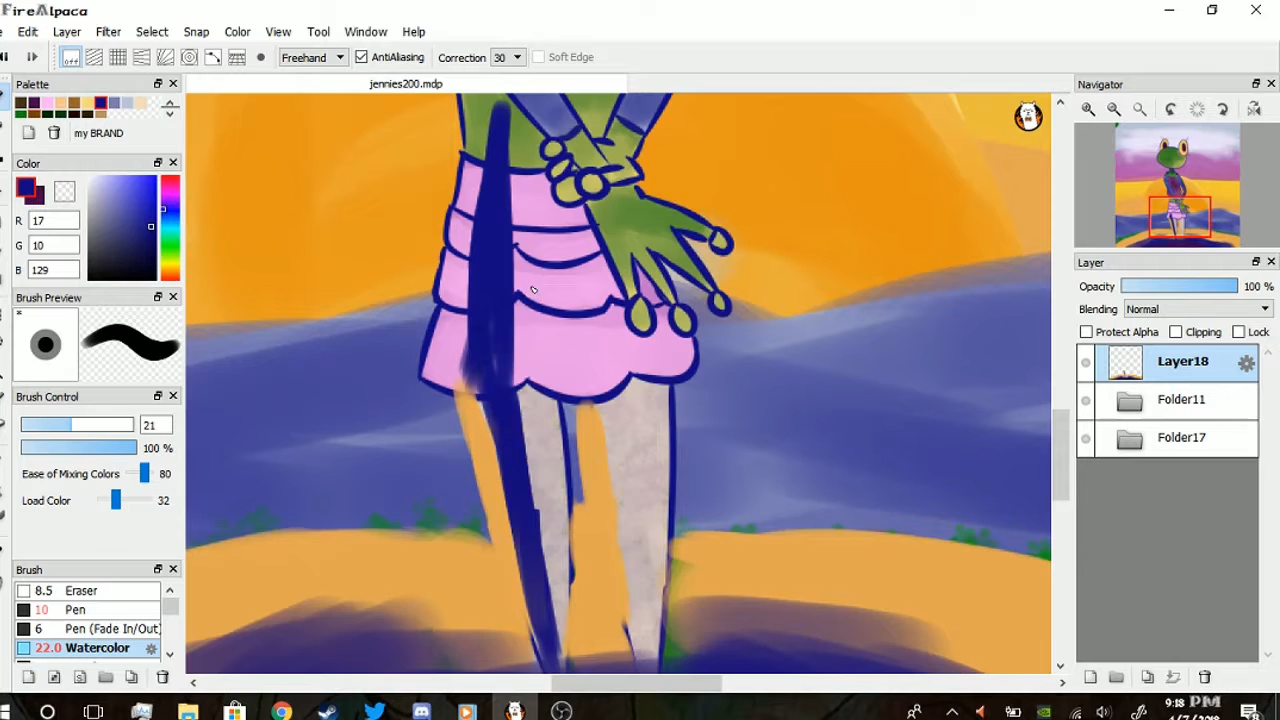 FireAlpaca
e Edit Layer Filter Select Snap Color View Tool Window Help
off Freehand AntiAliasing Correction 30 Soft Edge
Palette
jennies200.mdp
Navigator
my BRAND
Color
R 17
G 10
B 129
Layer
Opacity 100 %
Brush Preview
Blending Normal
*
Protect Alpha Clipping Lock
Layer18
Brush Control
Folder11
21
Folder17
100 %
Ease of Mixing Colors 80
Load Color 32
Brush
8.5 Eraser
10 Pen
6 Pen (Fade In/Out)
22.0 Watercolor
9:18 PM